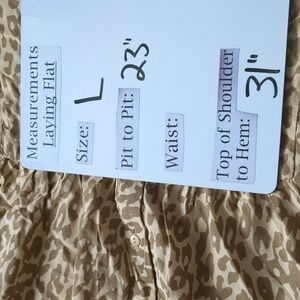 Measurements
Laying Flat
Size: L
Pit to Pit: 23"
Waist:
Top of Shoulder
to Hem: 31"